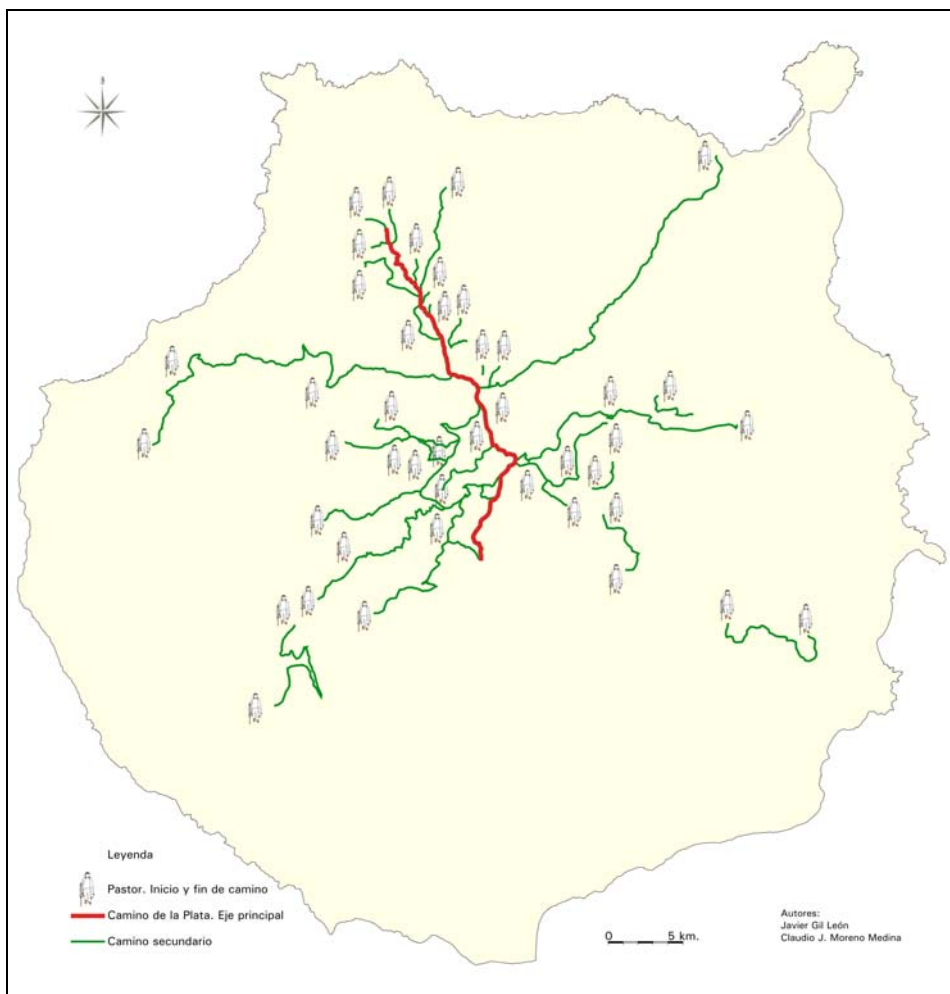 Leyenda
Pastor. Inicio y fin de camino
Camino de la Plata. Eje principal
Camino secundario
0 5 km.
Autores:
Javier Gil León
Claudio J. Moreno Medina